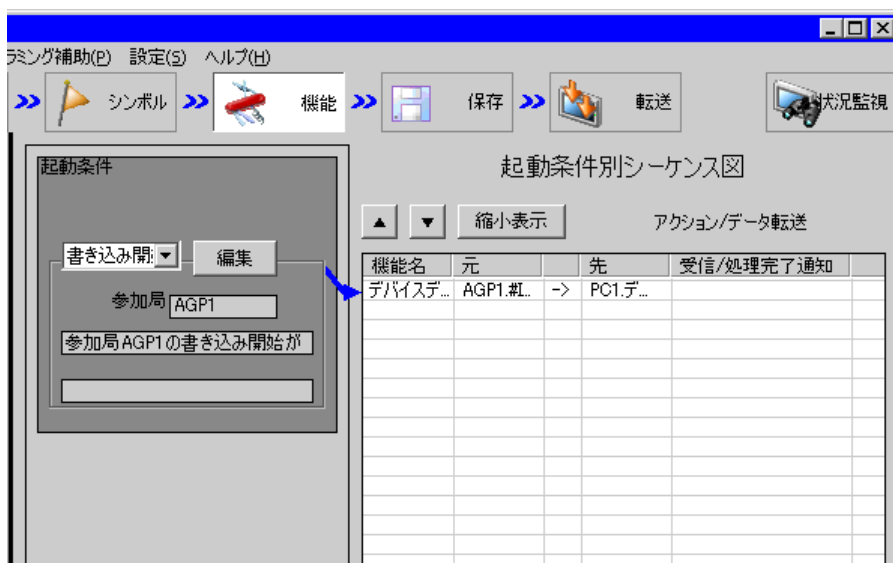 ラミング補助(P) 設定(S) ヘルプ(H)
シンボル 機能 保存 転送 状況監視
起動条件
起動条件別シーケンス図
縮小表示 アクション/データ転送
書き込み開 編集
参加局 AGP1
参加局AGP1の書き込み開始が
機能名 元 先 受信/処理完了通知
デバイスデ... AGP1.#I... -> PC1.デ...